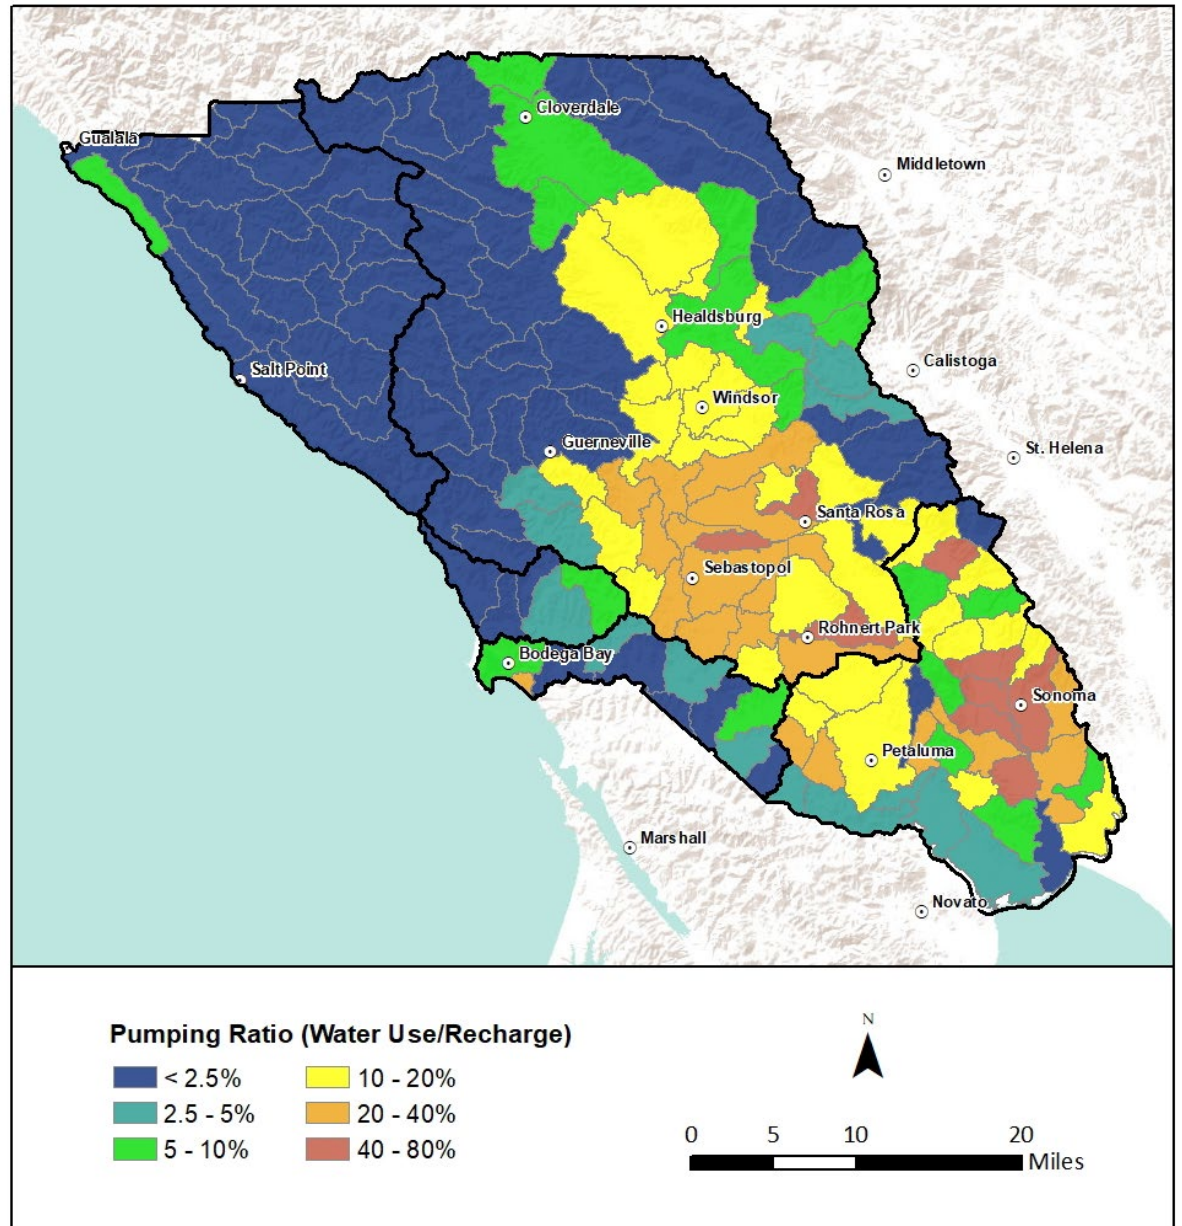 Cloverdale
Gualala
Middletown
Healdsburg
Calistoga
Salt Point
Windsor
Guerneville
St. Helena
Santa Rosa
Sebastopol
Rohnert Park
Bodega Bay
Sonoma
Petaluma
Marshall
Novato
Pumping Ratio (Water Use/Recharge)
< 2.5%
10 - 20%
2.5 - 5%
20 - 40%
5 - 10%
40 - 80%
N
0 5 10 20
Miles